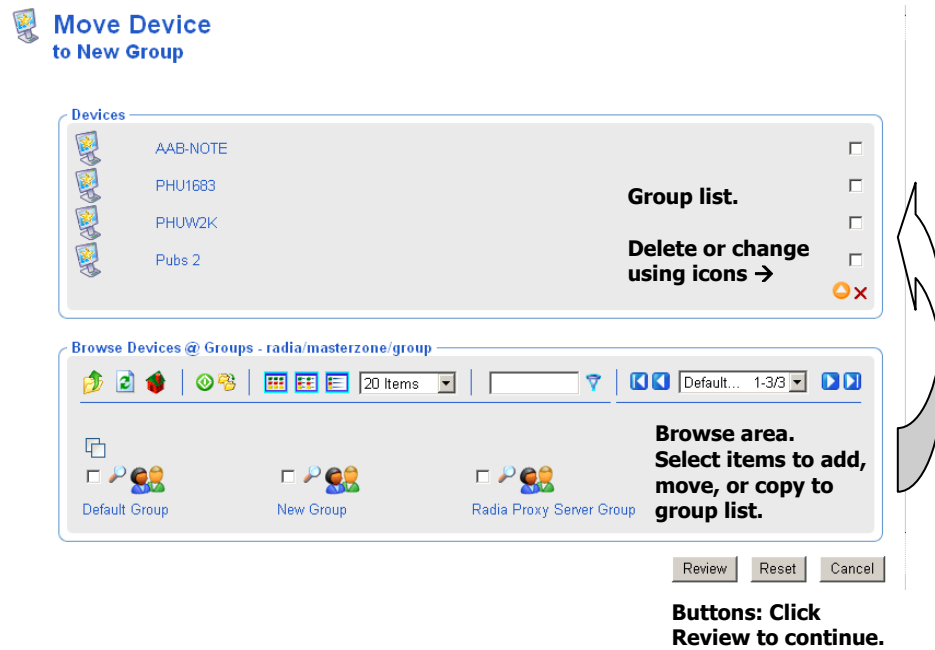 Move Device
to New Group
Devices
AAB-NOTE
PHU1683
Group list.
PHUW2K
Delete or change
Pubs 2
using icons →
Browse Devices @ Groups - radia/masterzone/group
20 Items
Default... 1-3/3
Browse area.
Select items to add,
move, or copy to
group list.
Default Group
New Group
Radia Proxy Server Group
Review
Reset
Cancel
Buttons: Click
Review to continue.